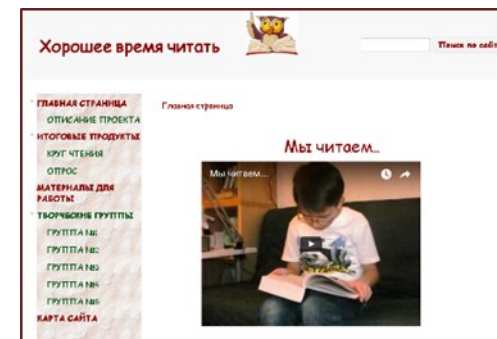 Хорошее время читать
Поиск по сайт
ГЛАВНАЯ СТРАНИЦА
ОПИСАНИЕ ПРОЕКТА
ИТОГОВЫЕ ПРОДУКТЫ
КРУГ ЧТЕНИЯ
ОПРОС
МАТЕРИАЛЫ ДЛЯ
РАБОТЫ
ТВОРЧЕСКИЕ ГРУППЫ
ГРУППА №1
ГРУППА №2
ГРУППА №3
ГРУППА №4
ГРУППА №5
КАРТА САЙТА
Главная страница
Мы читаем...
Мы читаем...